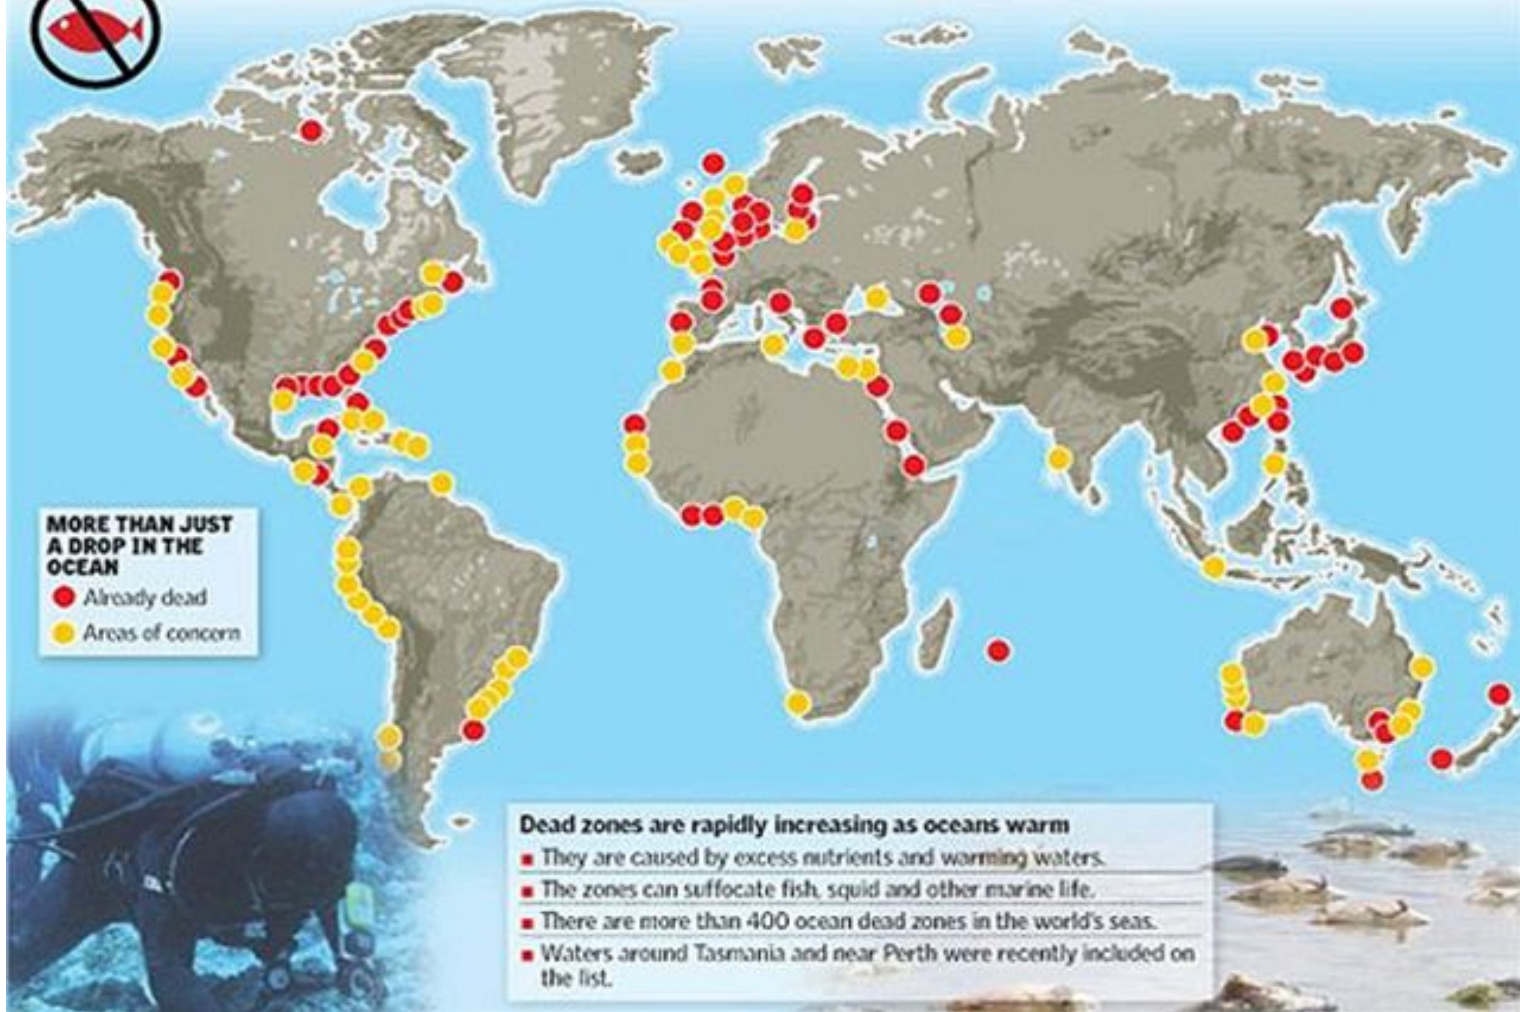 MORE THAN JUST
A DROP IN THE
OCEAN
Already dead
Areas of concern
Dead zones are rapidly increasing as oceans warm
They are caused by excess nutrients and warming waters.
The zones can suffocate fish, squid and other marine life.
There are more than 400 ocean dead zones in the world's seas.
Waters around Tasmania and near Perth were recently included on
the list.